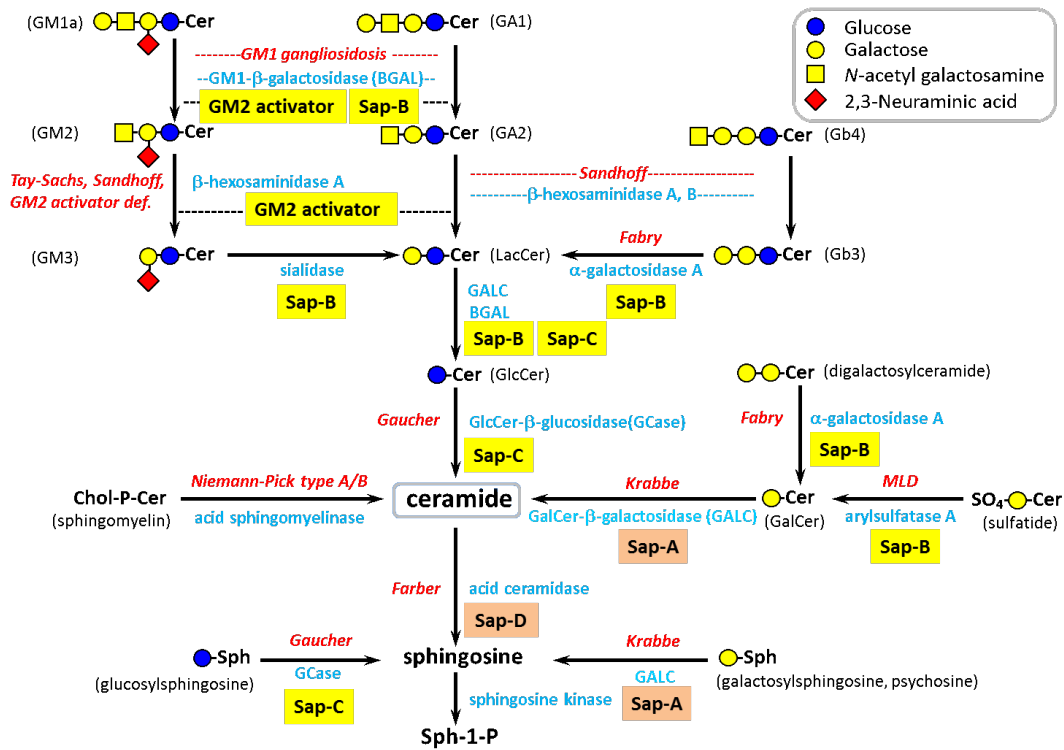 (GM1a)
-Cer
-Cer
(GA1)
Glucose
Galactose
N-acetyl galactosamine
2,3-Neuraminic acid
GM1 gangliosidosis
GM1-β-galactosidase (BGAL)
GM2 activator
Sap-B
(GM2)
Cer
-Cer
(GA2)
-Cer
(Gb4)
Tay-Sachs, Sandhoff,
GM2 activator def.
β-hexosaminidase A
GM2 activator
Sandhoff
β-hexosaminidase A, B
(GM3)
Cer
-Cer
(LacCer)
Fabry
-Cer
(Gb3)
sialidase
Sap-B
α-galactosidase A
Sap-B
GALC
BGAL
Sap-B
Sap-C
-Cer
(GlcCer)
-Cer
(digalactosylceramide)
Gaucher
GlcCer-β-glucosidase(GCase)
Sap-C
Fabry
α-galactosidase A
Sap-B
Chol-P-Cer
(sphingomyelin)
Niemann-Pick type A/B
acid sphingomyelinase
ceramide
Krabbe
GalCer-β-galactosidase (GALC)
Sap-A
-Cer
(GalCer)
MLD
arylsulfatase A
Sap-B
SO4-
-Cer
(sulfatide)
Farber
acid ceramidase
Sap-D
-Sph
(glucosylsphingosine)
Gaucher
GCase
Sap-C
sphingosine
Krabbe
GALC
Sap-A
-Sph
(galactosylsphingosine, psychosine)
sphingosine kinase
Sph-1-P